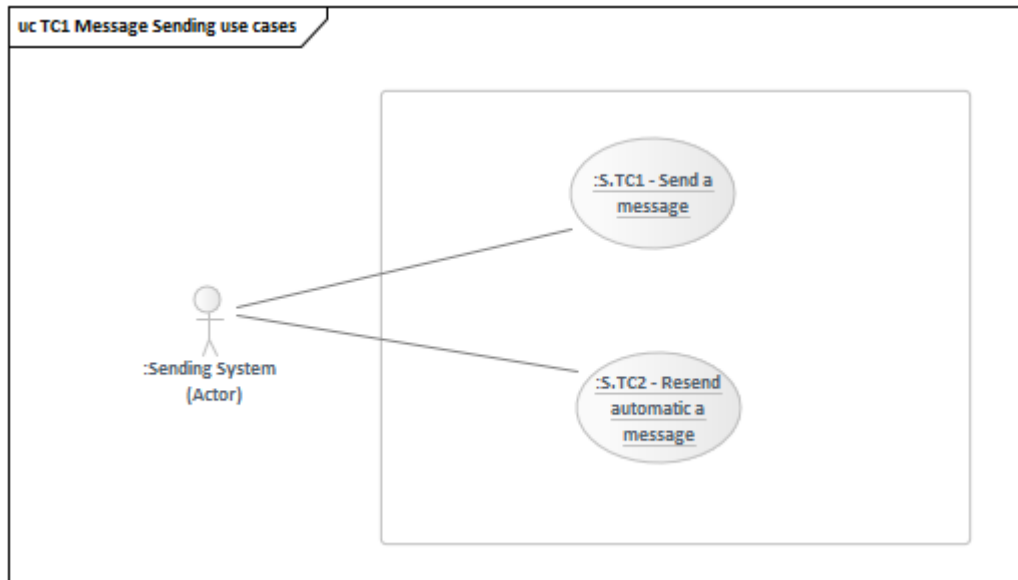 uc TC1 Message Sending use cases
:S.TC1 - Send a
message
:Sending System
(Actor)
:S.TC2 - Resend
automatic a
message